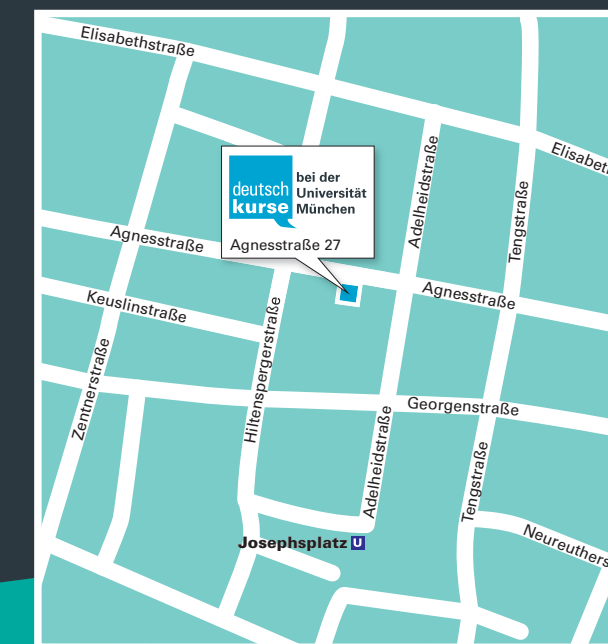 Elisabethstraße
Elisabet
Adelheidstraße
Tengstraße
deutsch
kurse
bei der
Universität
München
Agnesstraße 27
Agnesstraße
Agnesstraße
Keuslinstraße
Hiltenspergerstraße
Zentnerstraße
Georgenstraße
Adelheidstraße
Tengstraße
Neureuthers
Josephsplatz U